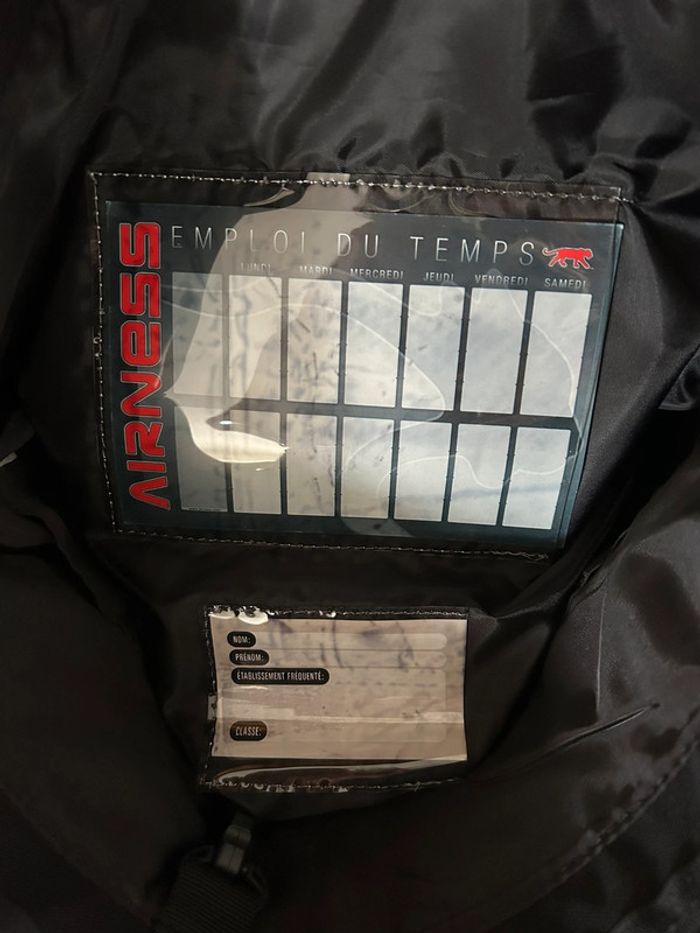 AIRNESS
EMPLOI DU TEMPS
LUNDI MARDI MERCREDI JEUDI VENDREDI SAMEDI
NOM:
PRÉNOM:
ÉTABLISSEMENT FRÉQUENTÉ:
CLASSE: